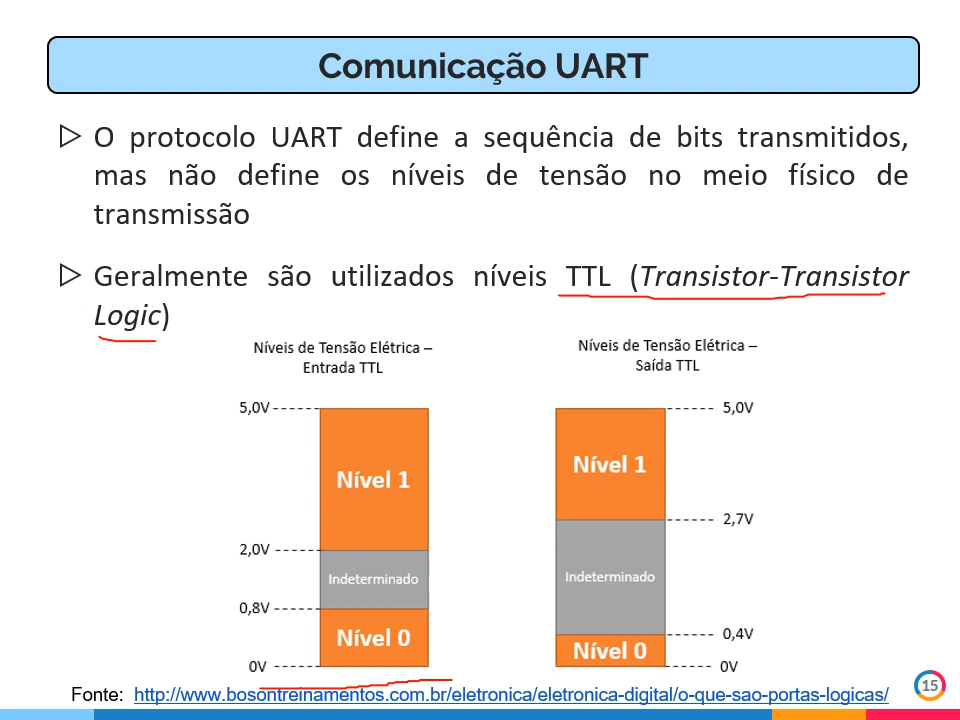 Comunicação UART
O protocolo UART define a sequência de bits transmitidos,
mas não define os níveis de tensão no meio físico de
transmissão
Geralmente são utilizados níveis TTL (Transistor-Transistor
Logic)
Níveis de Tensão Elétrica –
Entrada TTL
5,0V
Nível 1
2,0V
Indeterminado
0,8V
Nível 0
0V
Níveis de Tensão Elétrica –
Saída TTL
5,0V
Nível 1
2,7V
Indeterminado
0,4V
Nível 0
0V
Fonte: http://www.bosontreinamentos.com.br/eletronica/eletronica-digital/o-que-sao-portas-logicas/
15